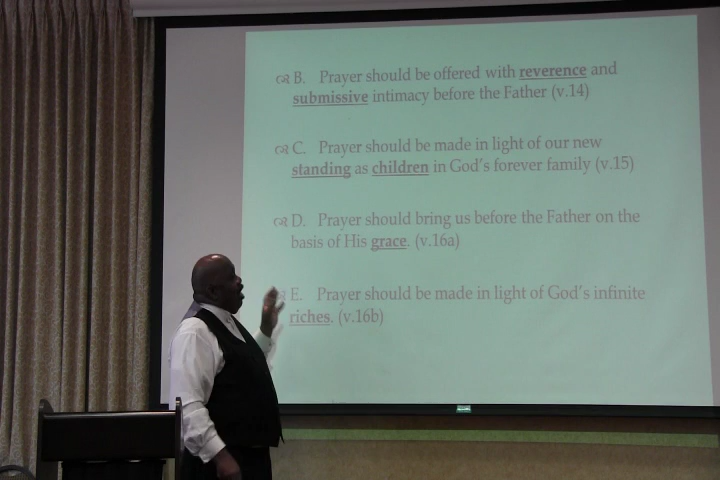 B. Prayer should be offered with reverence and
submissive intimacy before the Father (v.14)
C. Prayer should be made in light of our new
standing as children in God's forever family (v.15)
D. Prayer should bring us before the Father on the
basis of His grace. (v.16a)
E. Prayer should be made in light of God's infinite
riches. (v.16b)